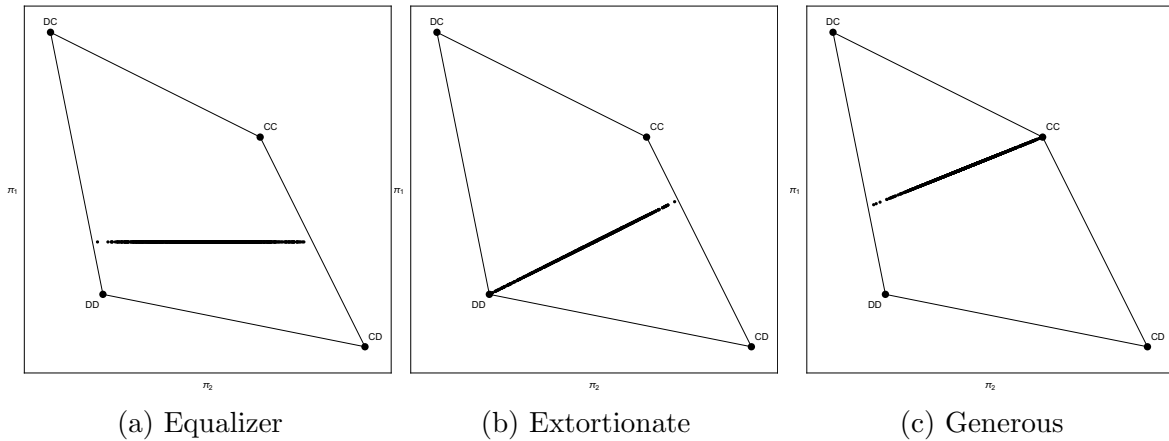 DC
CC
DD
CD
π1
π2
(a) Equalizer
DC
CC
DD
CD
π1
π2
(b) Extortionate
DC
CC
DD
CD
π1
π2
(c) Generous